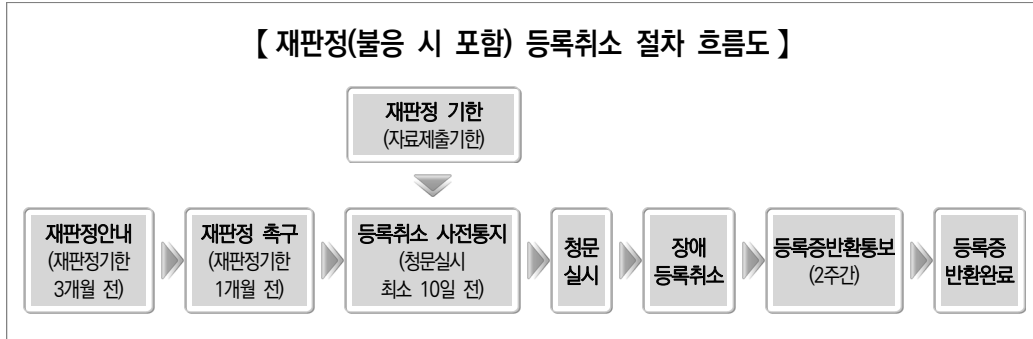 【 재판정(불응 시 포함) 등록취소 절차 흐름도 】
재판정 기한
(자료제출기한)
재판정안내
(재판정기한
3개월 전)
재판정 촉구
(재판정기한
1개월 전)
등록취소 사전통지
(청문실시
최소 10일 전)
청문
실시
장애
등록취소
등록증반환통보
(2주간)
등록증
반환완료